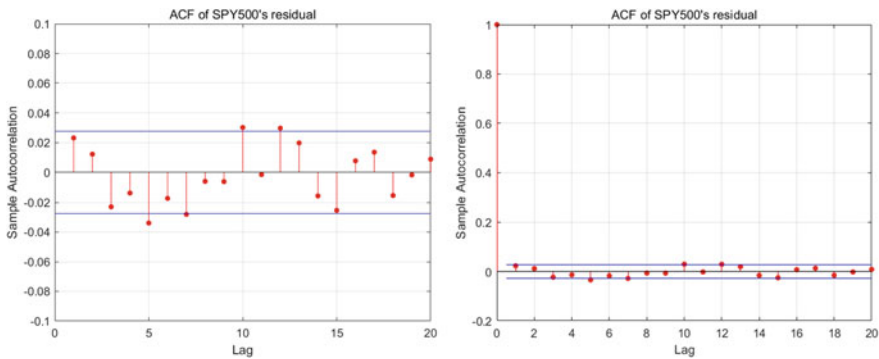 ACF of SPY500's residual
Sample Autocorrelation
0.1
0.08
0.06
0.04
0.02
0
-0.02
-0.04
-0.06
-0.08
-0.1
0 5 10 15 20
Lag
ACF of SPY500's residual
Sample Autocorrelation
1
0.8
0.6
0.4
0.2
0
-0.2
0 2 4 6 8 10 12 14 16 18 20
Lag